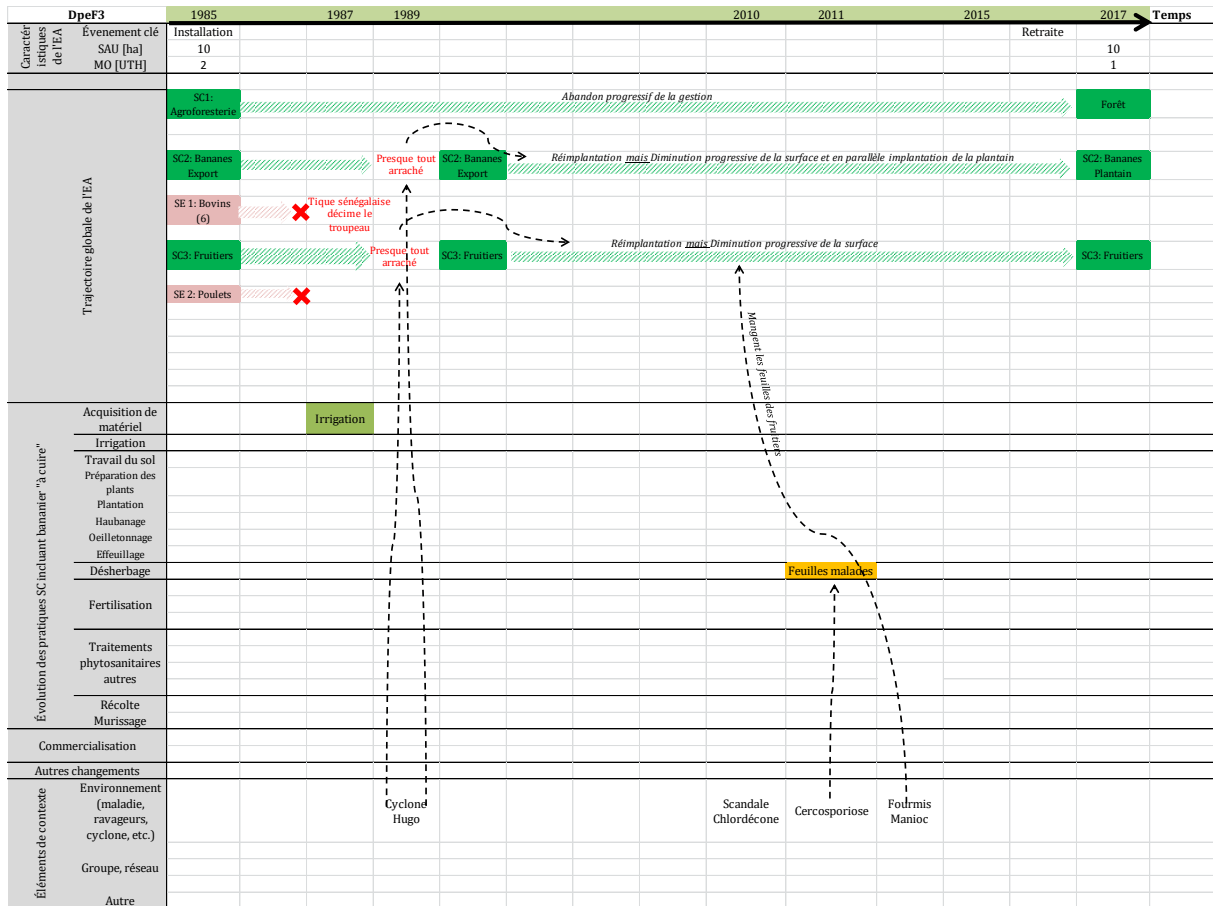 DpeF3 1985 1987 1989 2010 2011 2015 2017 Temps
Caractér
istiques
de l'EA
Évenement clé Installation Retraite
SAU [ha] 10 10
MO [UTH] 2 1
Trajectoire globale de l'EA
SC1:
Agroforesterie
Abandon progressif de la gestion
Forêt
SC2: Bananes
Export
Presque tout
arraché
SC2: Bananes
Export
Réimplantation mais Diminution progressive de la surface et en parallèle implantation de la plantain
SC2: Bananes
Plantain
SE 1: Bovins
(6)
Tique sénégalaise
décime le
troupeau
SC3: Fruitiers
Presque tout
arraché
SC3: Fruitiers
Réimplantation mais Diminution progressive de la surface
SC3: Fruitiers
SE 2: Poulets
Mangent les feuilles des fruitiers
Évolution des pratiques SC incluant bananier "à cuire"
Acquisition de
matériel
Irrigation
Irrigation
Travail du sol
Préparation des
plants
Plantation
Haubanage
Oeilletonnage
Effeuillage
Désherbage
Feuilles malades
Fertilisation
Traitements
phytosanitaires
autres
Récolte
Murissage
Commercialisation
Autres changements
Éléments de contexte
Environnement
(maladie,
ravageurs,
cyclone, etc.)
Cyclone
Hugo
Scandale
Chlordécone
Cercosporiose
Fourmis
Manioc
Groupe, réseau
Autre